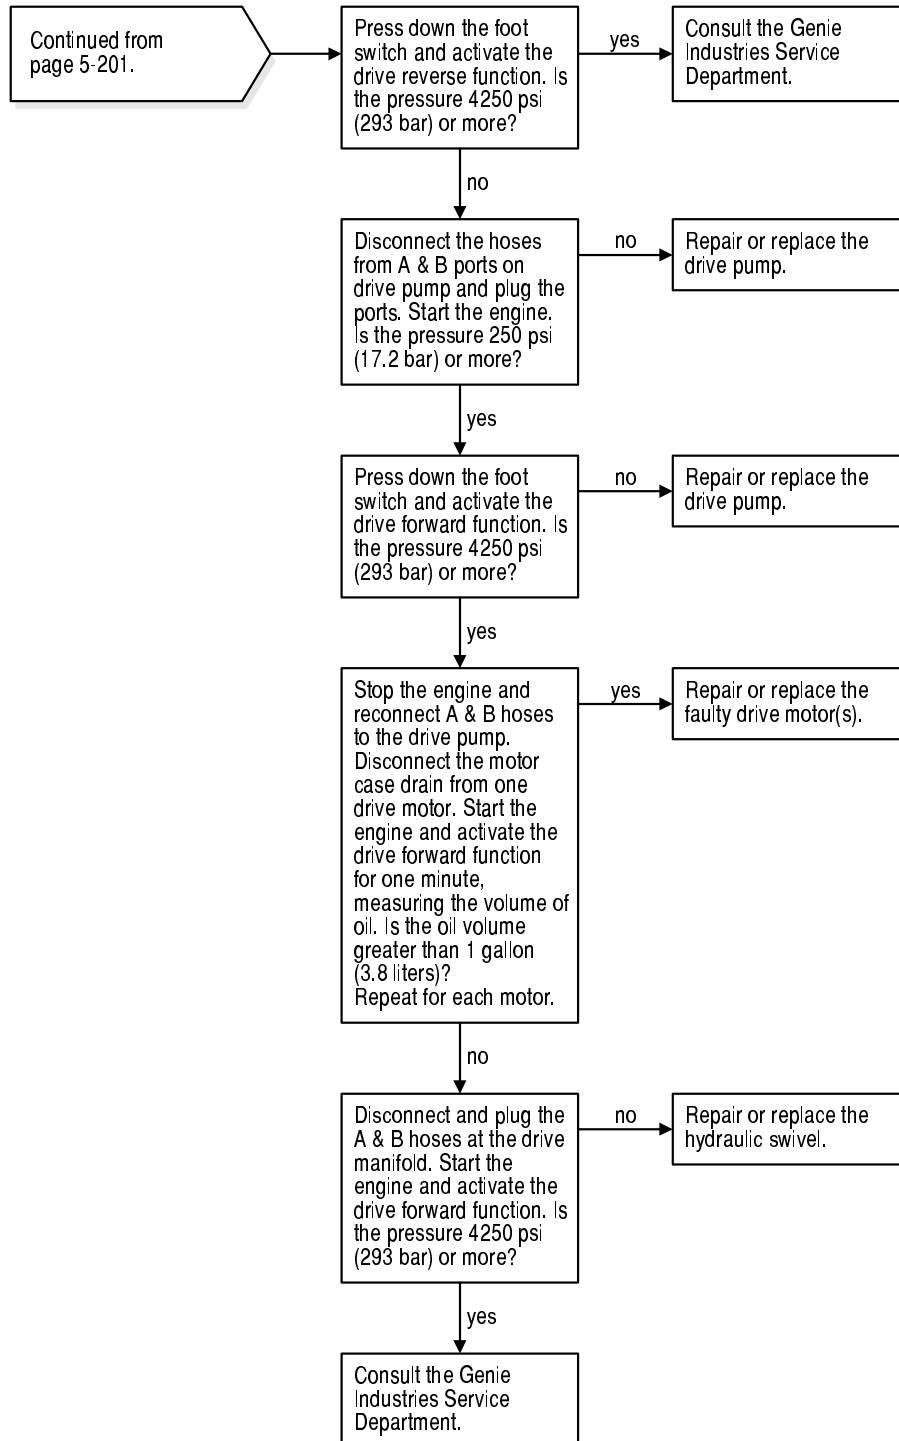 Continued from
page 5-201.
Press down the foot
switch and activate the
drive reverse function. Is
the pressure 4250 psi
(293 bar) or more?
yes
Consult the Genie
Industries Service
Department.
no
Disconnect the hoses
from A & B ports on
drive pump and plug the
ports. Start the engine.
Is the pressure 250 psi
(17.2 bar) or more?
no
Repair or replace the
drive pump.
yes
Press down the foot
switch and activate the
drive forward function. Is
the pressure 4250 psi
(293 bar) or more?
no
Repair or replace the
drive pump.
yes
Stop the engine and
reconnect A & B hoses
to the drive pump.
Disconnect the motor
case drain from one
drive motor. Start the
engine and activate the
drive forward function
for one minute,
measuring the volume of
oil. Is the oil volume
greater than 1 gallon
(3.8 liters)?
Repeat for each motor.
yes
Repair or replace the
faulty drive motor(s).
no
Disconnect and plug the
A & B hoses at the drive
manifold. Start the
engine and activate the
drive forward function. Is
the pressure 4250 psi
(293 bar) or more?
no
Repair or replace the
hydraulic swivel.
yes
Consult the Genie
Industries Service
Department.